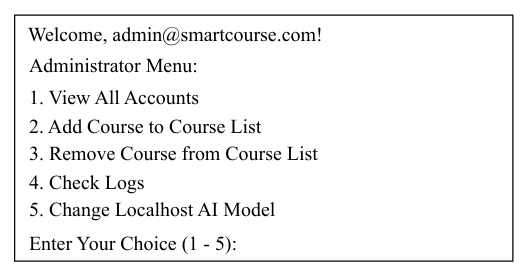 Welcome, admin@smartcourse.com!
Administrator Menu:
1. View All Accounts
2. Add Course to Course List
3. Remove Course from Course List
4. Check Logs
5. Change Localhost AI Model
Enter Your Choice (1 - 5):